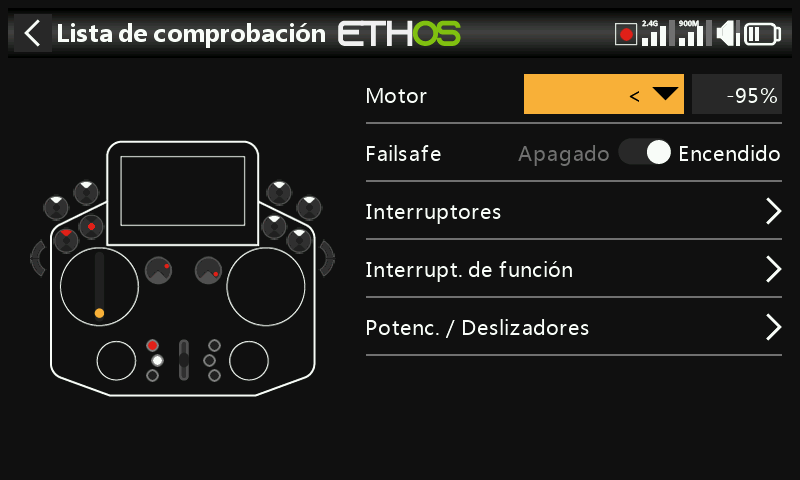 Lista de comprobación ETHOS 2.4G 900M
Motor < -95%
Failsafe Apagado Encendido
Interruptores
Interrupt. de función
Potenc. / Deslizadores